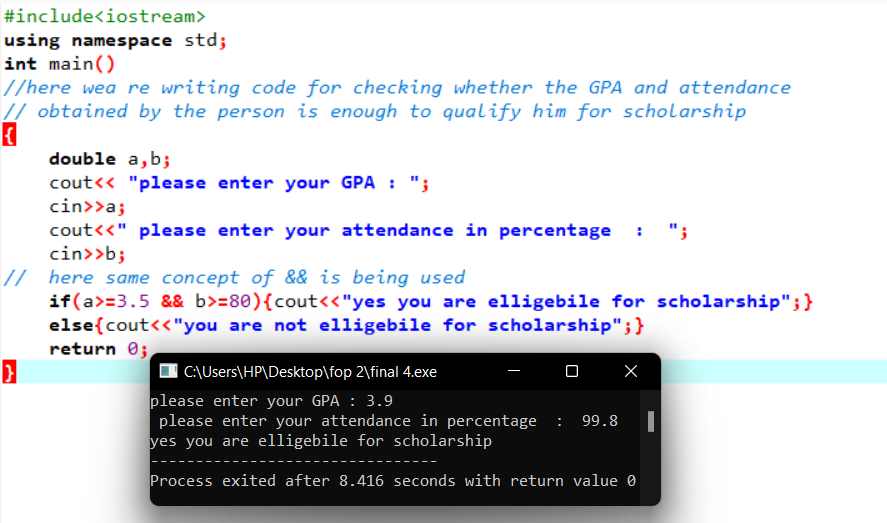 #include<iostream>
using namespace std;
int main()
//here wea re writing code for checking whether the GPA and attendance
// obtained by the person is enough to qualify him for scholarship
{
double a,b;
cout<< "please enter your GPA : ";
cin>>a;
cout<<" please enter your attendance in percentage  :  ";
cin>>b;
//  here same concept of && is being used
if(a>=3.5 && b>=80){cout<<"yes you are elligebile for scholarship";}
else{cout<<"you are not elligebile for scholarship";}
return 0;
}
C:\Users\HP\Desktop\fop 2\final 4.exe
please enter your GPA : 3.9
 please enter your attendance in percentage  :  99.8
yes you are elligebile for scholarship
--------------------------------
Process exited after 8.416 seconds with return value 0